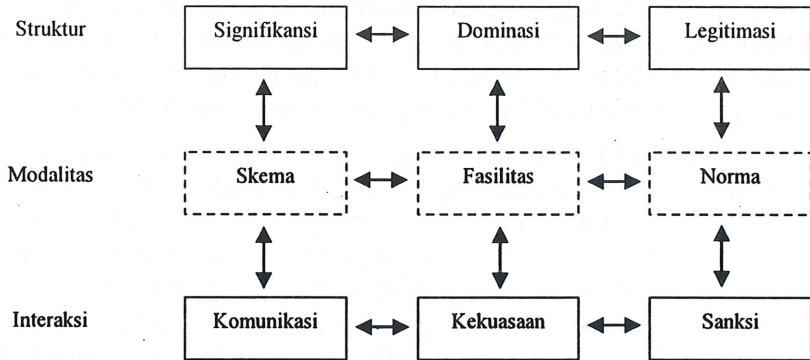 Struktur Signifikansi Dominasi Legitimasi
Modalitas Skema Fasilitas Norma
Interaksi Komunikasi Kekuasaan Sanksi